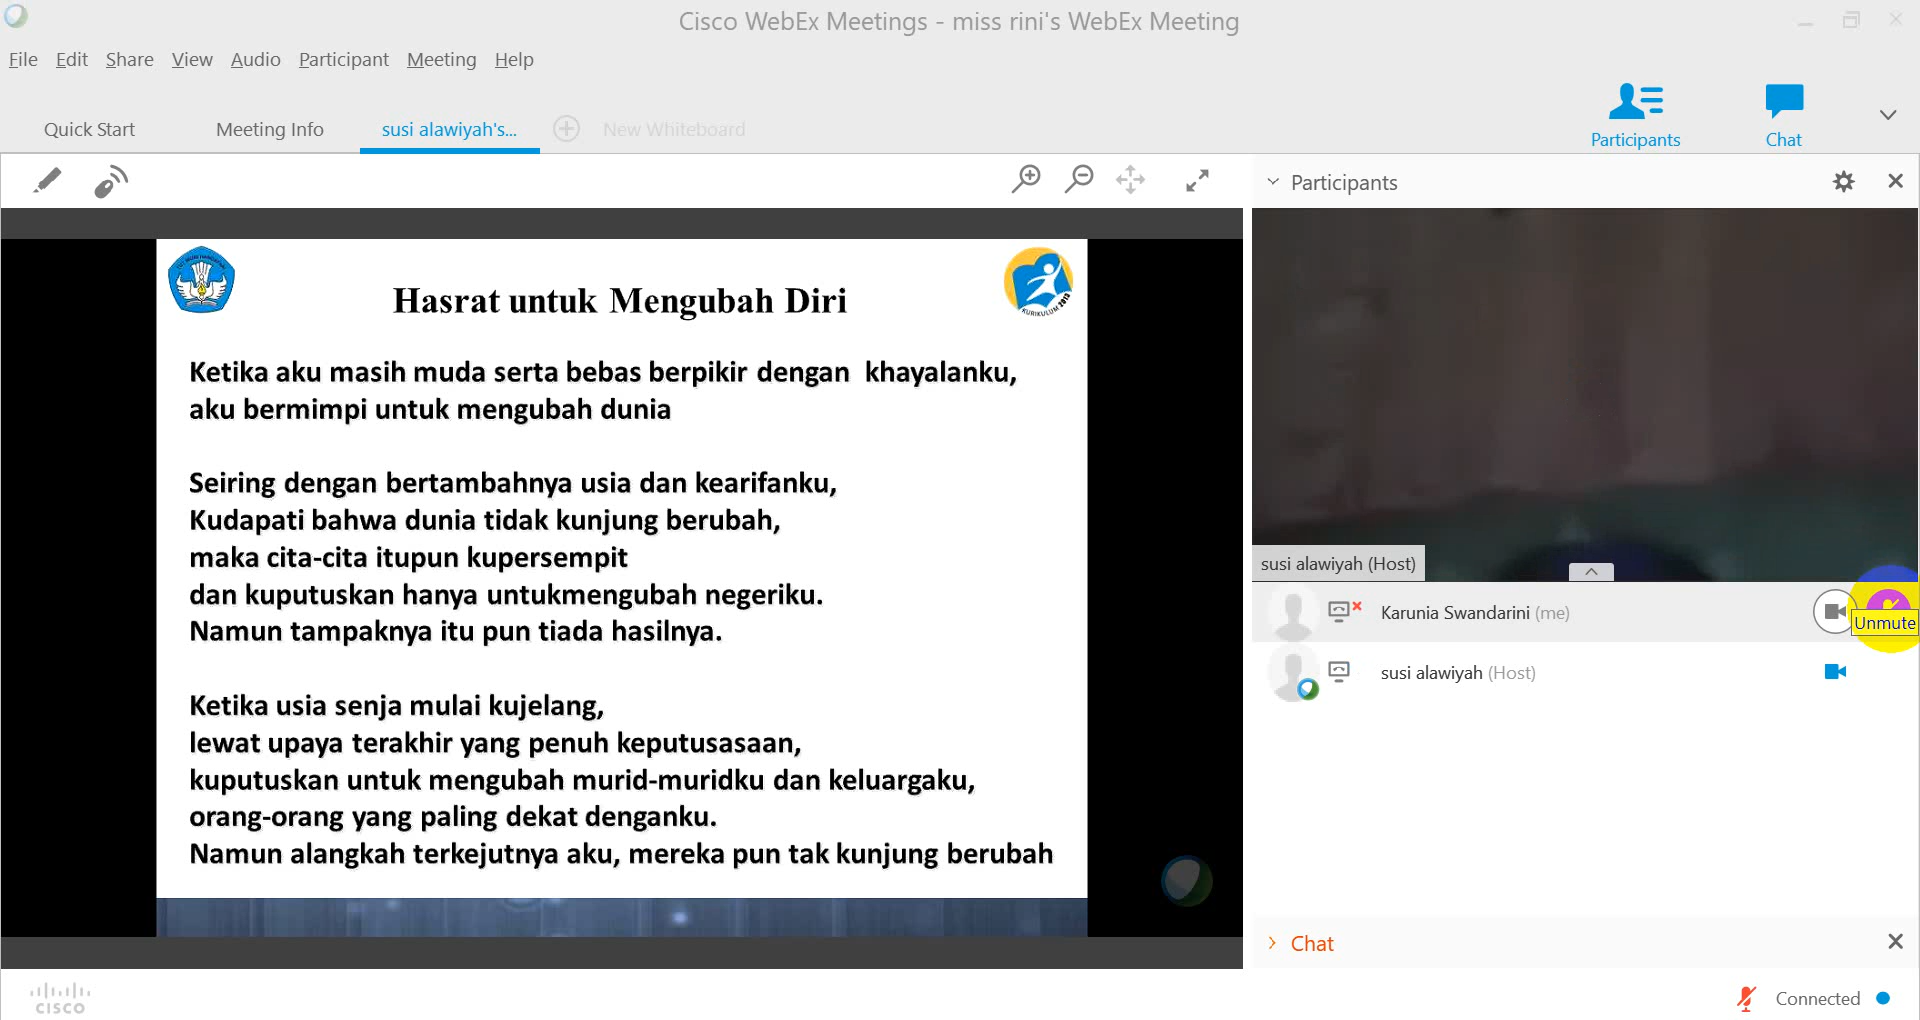 Cisco WebEx Meetings - miss rini's WebEx Meeting
File Edit Share View Audio Participant Meeting Help
Quick Start Meeting Info susi alawiyah's... New Whiteboard
Participants Chat
Participants
KURIKULUM 2013
Hasrat untuk Mengubah Diri
Ketika aku masih muda serta bebas berpikir dengan khayalanku,
aku bermimpi untuk mengubah dunia
Seiring dengan bertambahnya usia dan kearifanku,
Kudapati bahwa dunia tidak kunjung berubah,
maka cita-cita itupun kupersempit
dan kuputuskan hanya untukmengubah negeriku.
Namun tampaknya itu pun tiada hasilnya.
Ketika usia senja mulai kujelang,
lewat upaya terakhir yang penuh keputusasaan,
kuputuskan untuk mengubah murid-muridku dan keluargaku,
orang-orang yang paling dekat denganku.
Namun alangkah terkejutnya aku, mereka pun tak kunjung berubah
susi alawiyah (Host)
Karunia Swandarini (me)
Unmute
susi alawiyah (Host)
Chat
CISCO
Connected